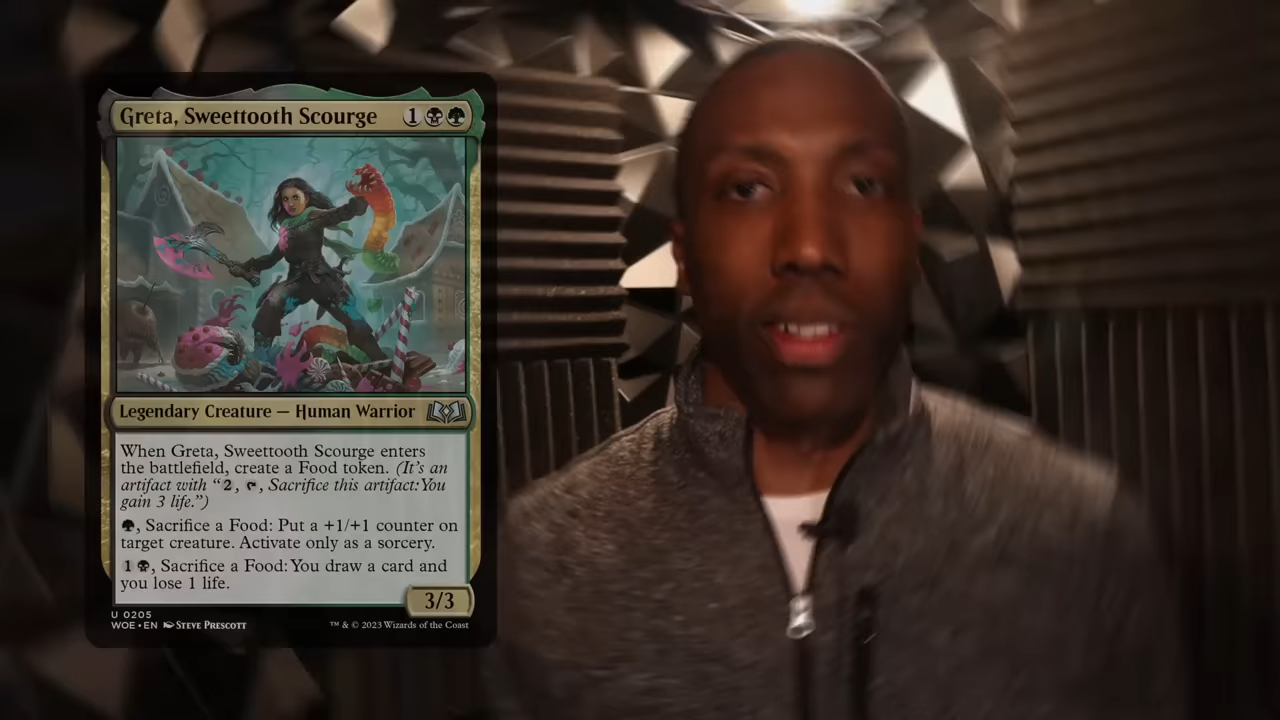 Greta, Sweettooth Scourge 1
Legendary Creature — Human Warrior
When Greta, Sweettooth Scourge enters
the battlefield, create a Food token. (It's an
artifact with “2, , Sacrifice this artifact: You
gain 3 life.”)
, Sacrifice a Food: Put a +1/+1 counter on
target creature. Activate only as a sorcery.
1 , Sacrifice a Food: You draw a card and
you lose 1 life.
3/3
U 0205
WOE • EN Steve Prescott
™ & © 2023 Wizards of the Coast